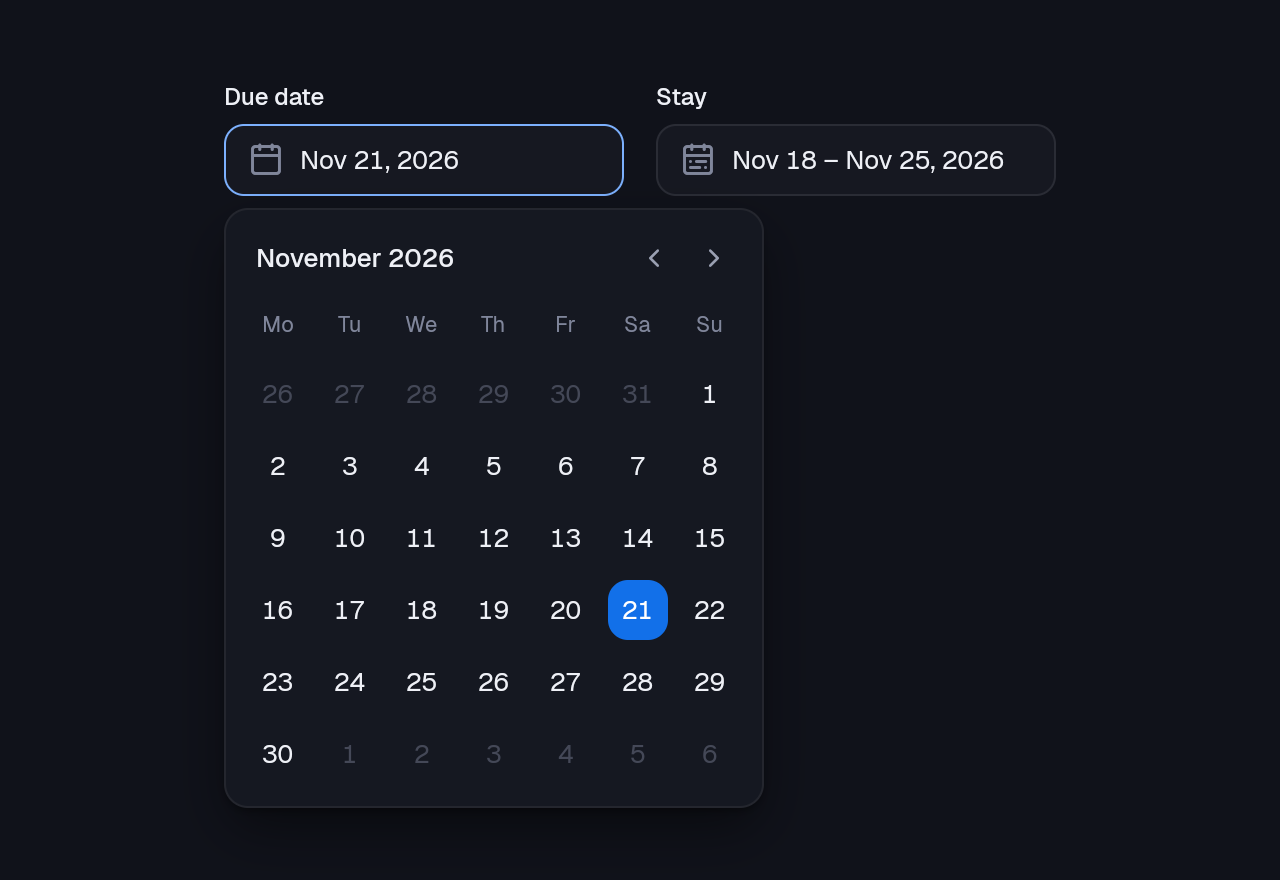 Due date
Stay
Nov 21, 2026
Nov 18 – Nov 25, 2026
November 2026
Mo Tu We Th Fr Sa Su
26 27 28 29 30 31 1
2 3 4 5 6 7 8
9 10 11 12 13 14 15
16 17 18 19 20 21 22
23 24 25 26 27 28 29
30 1 2 3 4 5 6